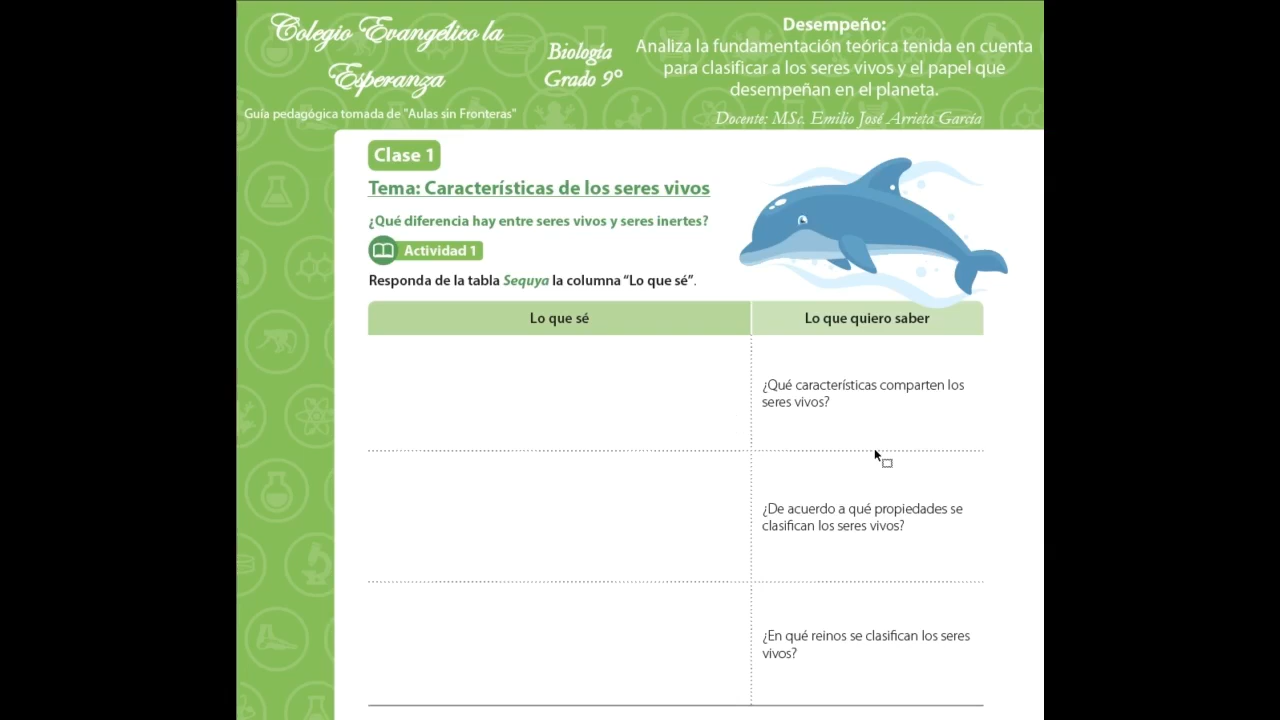 Colegio Evangélico la
Esperanza
Guía pedagógica tomada de "Aulas sin Fronteras"
Biología
Grado 9°
Desempeño:
Analiza la fundamentación teórica tenida en cuenta
para clasificar a los seres vivos y el papel que
desempeñan en el planeta.
Docente: MSc. Emilio José Arrieta García
Clase 1
Tema: Características de los seres vivos
¿Qué diferencia hay entre seres vivos y seres inertes?
Actividad 1
Responda de la tabla Sequya la columna “Lo que sé”.
Lo que sé
Lo que quiero saber
¿Qué características comparten los
seres vivos?
¿De acuerdo a qué propiedades se
clasifican los seres vivos?
¿En qué reinos se clasifican los seres
vivos?